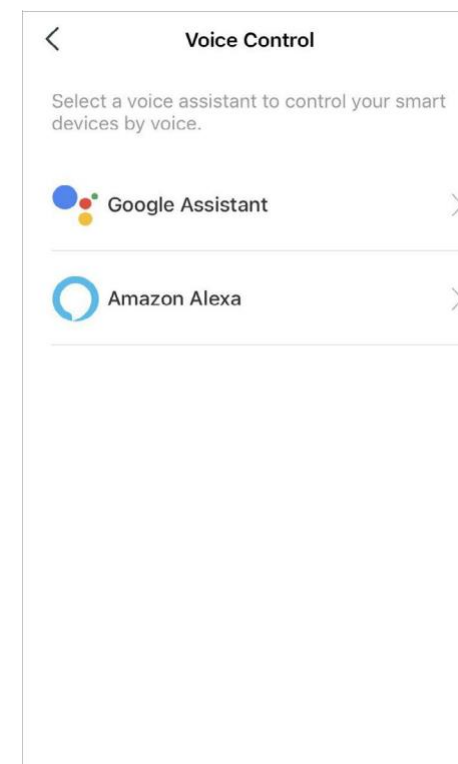 Voice Control
Select a voice assistant to control your smart
devices by voice.
Google Assistant
Amazon Alexa